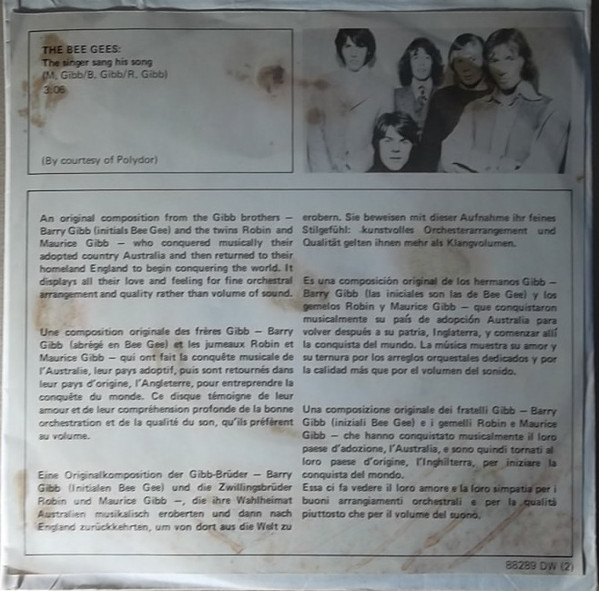 THE BEE GEES:
The singer sang his song
(M. Gibb/B. Gibb/R. Gibb)
3:06
(By courtesy of Polydor)
An original composition from the Gibb brothers –
Barry Gibb (initials Bee Gee) and the twins Robin and
Maurice Gibb – who conquered musically their
adopted country Australia and then returned to their
homeland England to begin conquering the world. It
displays all their love and feeling for fine orchestral
arrangement and quality rather than volume of sound.
Une composition originale des frères Gibb – Barry
Gibb (abrégé en Bee Gee) et les jumeaux Robin et
Maurice Gibb – qui ont fait la conquête musicale de
l'Australie, leur pays adoptif, puis sont retournés dans
leur pays d'origine, l'Angleterre, pour entreprendre la
conquête du monde. Ce disque témoigne de leur
amour et de leur compréhension profonde de la bonne
orchestration et de la qualité du son, qu'ils préfèrent
au volume.
Eine Originalkomposition der Gibb-Brüder – Barry
Gibb (Initialen Bee Gee) und die Zwillingsbrüder
Robin und Maurice Gibb –, die ihre Wahlheimat
Australien musikalisch eroberten und dann nach
England zurückkehrten, um von dort aus die Welt zu
erobern. Sie beweisen mit dieser Aufnahme ihr feines
Stilgefühl: kunstvolles Orchesterarrangement und
Qualität gelten ihnen mehr als Klangvolumen.
Es una composición original de los hermanos Gibb –
Barry Gibb (las iniciales son las de Bee Gee) y los
gemelos Robin y Maurice Gibb – que conquistaron
musicalmente su país de adopción Australia para
volver después a su patria, Inglaterra, y comenzar allí
la conquista del mundo. La música muestra su amor y
su ternura por los arreglos orquestales dedicados y por
la calidad más que por el volumen del sonido.
Una composizione originale dei fratelli Gibb – Barry
Gibb (iniziali Bee Gee) e i gemelli Robin e Maurice
Gibb – che hanno conquistato musicalmente il loro
paese d'adozione, l'Australia, e sono quindi tornati al
loro paese d'origine, l'Inghilterra, per iniziare la
conquista del mondo.
Essa ci fa vedere il loro amore e la loro simpatia per i
buoni arrangiamenti orchestrali e per la qualità
piuttosto che per il volume del suono.
88289 DW (2)